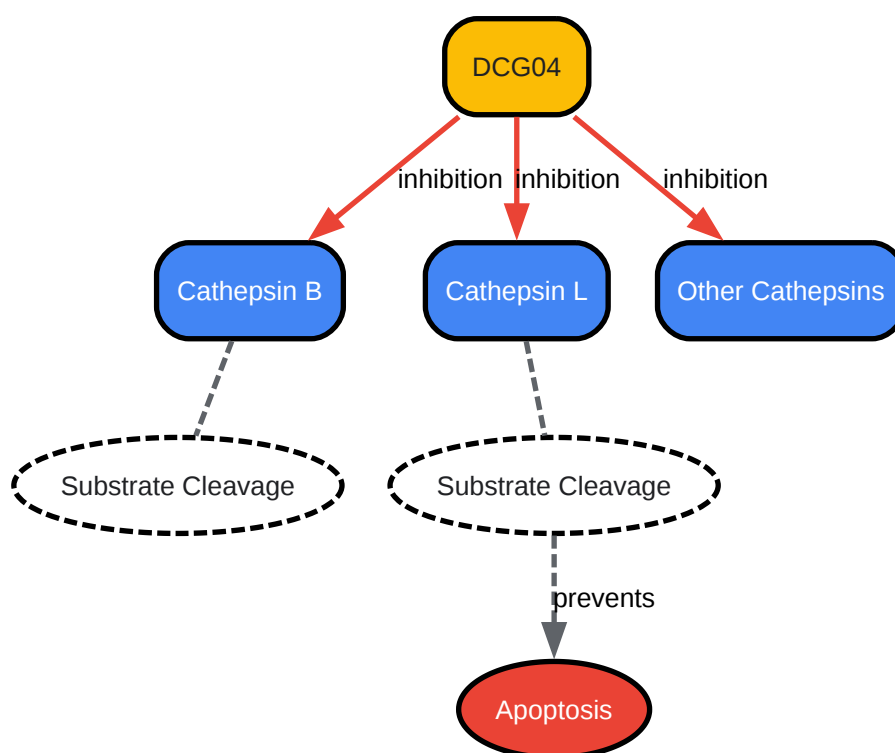 DCG04
inhibition
inhibition
inhibition
Cathepsin B
Cathepsin L
Other Cathepsins
Substrate Cleavage
Substrate Cleavage
prevents
Apoptosis